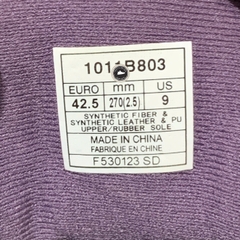 1011B803
EURO mm US
42.5 270(2.5) 9
SYNTHETIC FIBER &
SYNTHETIC LEATHER & PU
UPPER/RUBBER SOLE
MADE IN CHINA
FABRIQUE EN CHINE
F530123 SD